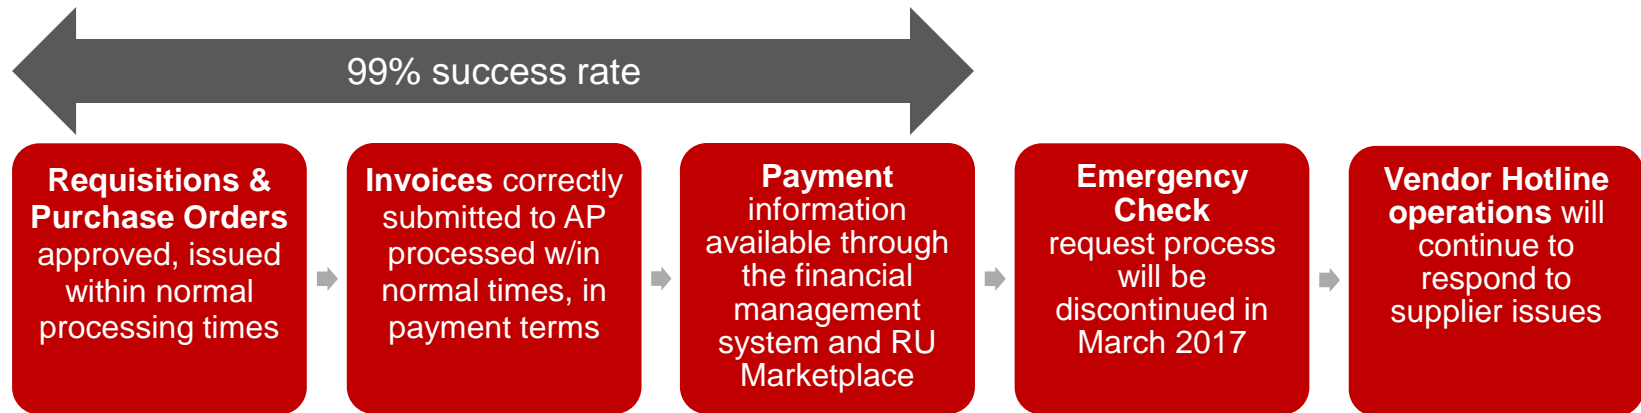 99% success rate
Requisitions &
Purchase Orders
approved, issued
within normal
processing times
Invoices correctly
submitted to AP
processed w/in
normal times, in
payment terms
Payment
information
available through
the financial
management
system and RU
Marketplace
Emergency
Check
request process
will be
discontinued in
March 2017
Vendor Hotline
operations will
continue to
respond to
supplier issues